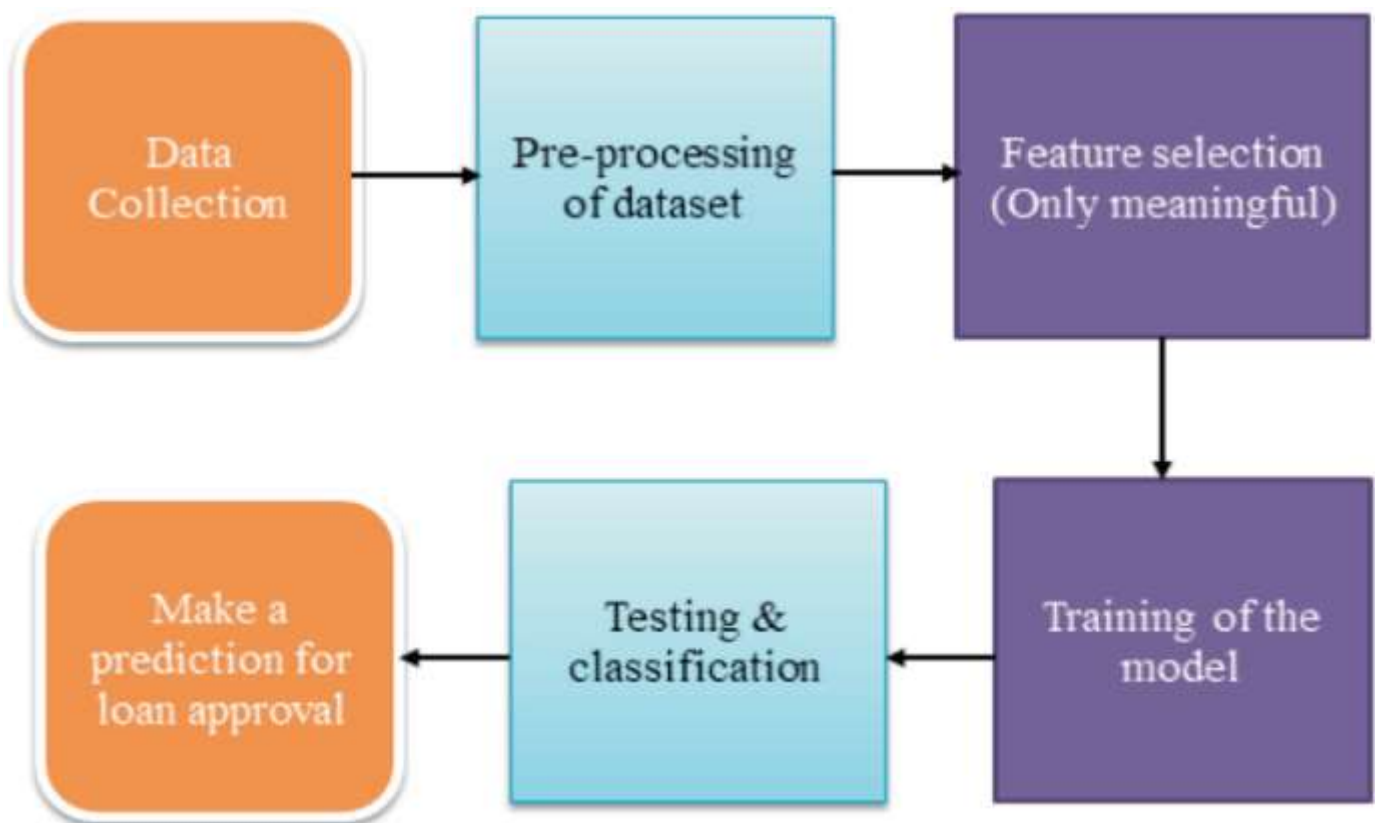 Data
Collection
Pre-processing
of dataset
Feature selection
(Only meaningful)
Training of the
model
Testing &
classification
Make a
prediction for
loan approval